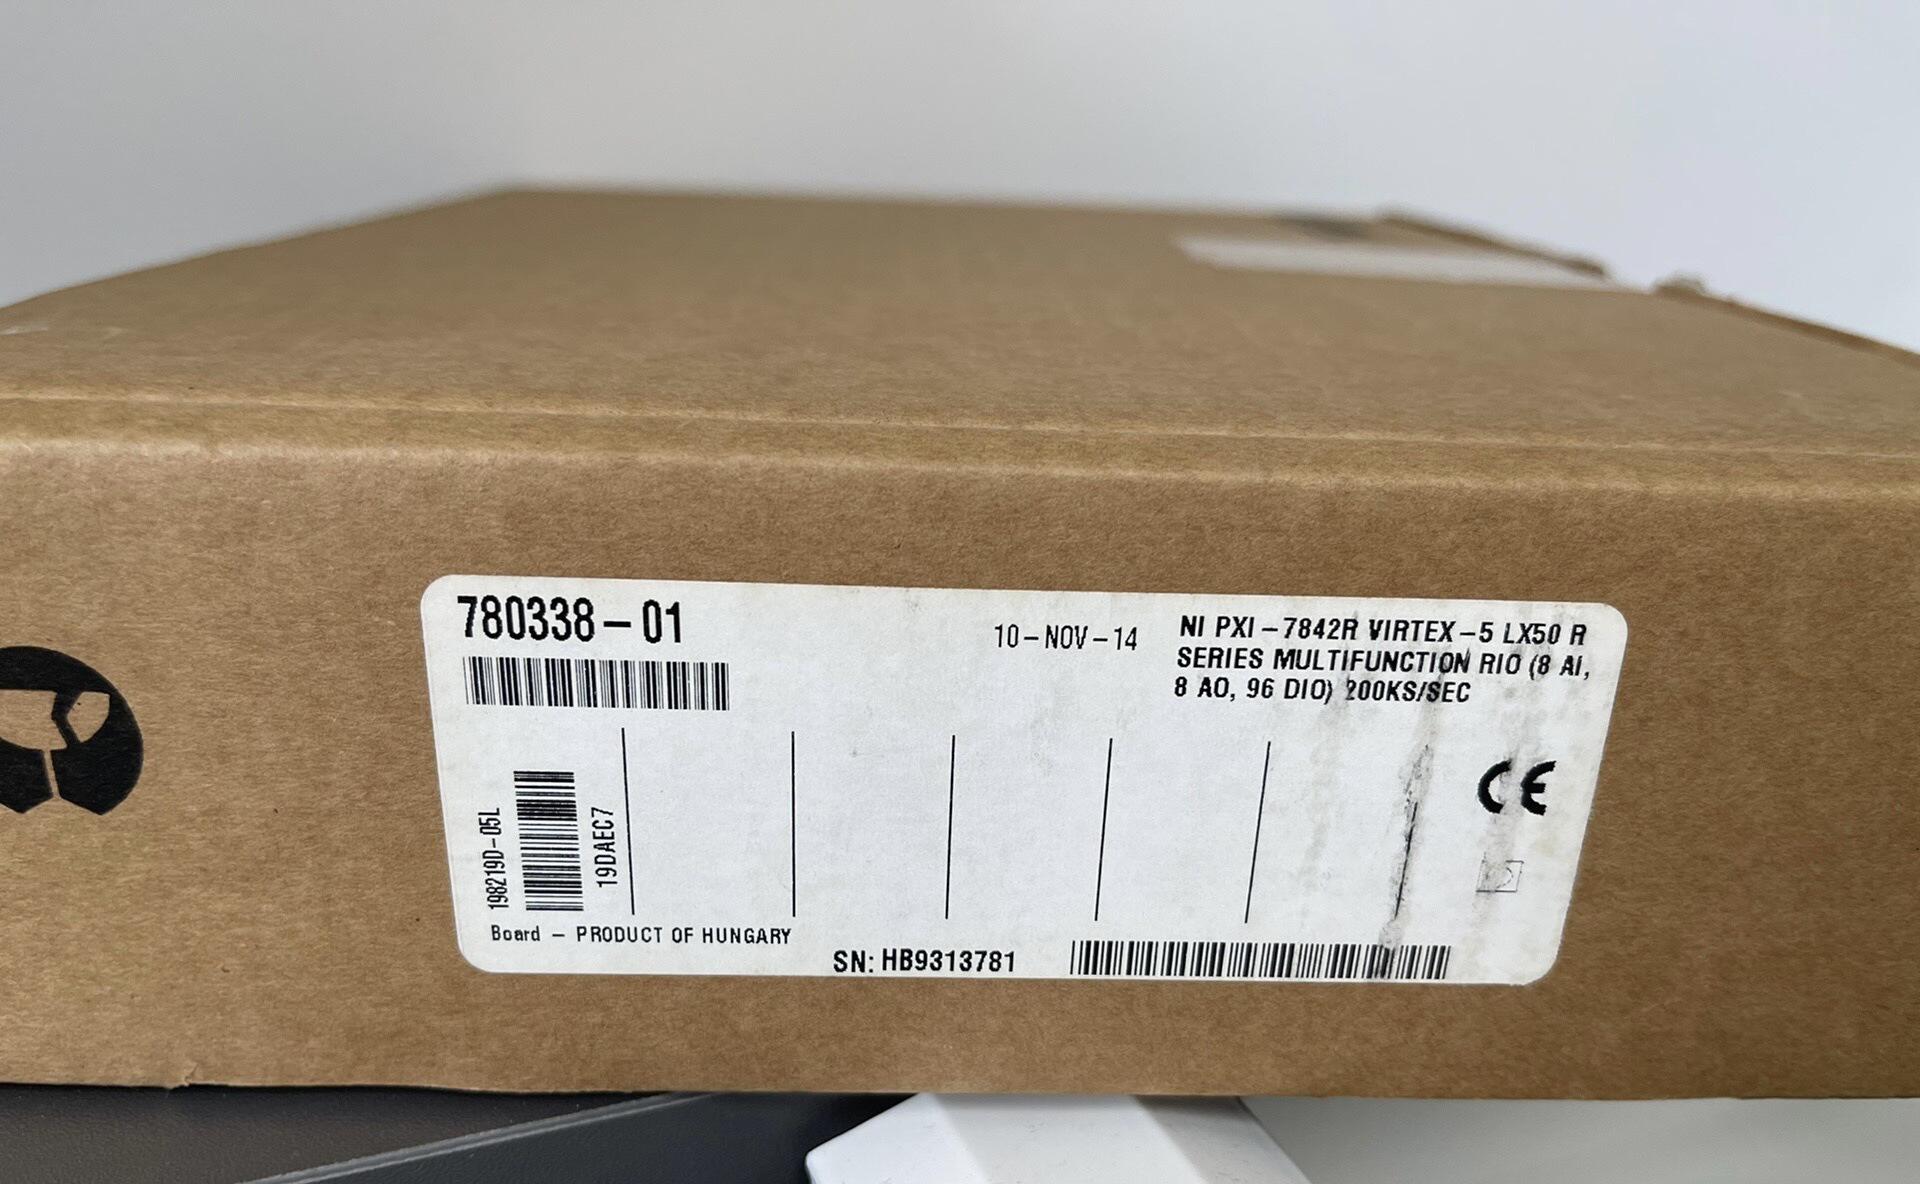 780338-01
10-NOV-14
NI PXI-7842R VIRTEX-5 LX50 R
SERIES MULTIFUNCTION RIO (8 AI,
8 AO, 96 DIO) 200KS/SEC
198219D-05L
19DAEC7
CE
Board - PRODUCT OF HUNGARY
SN: HB9313781